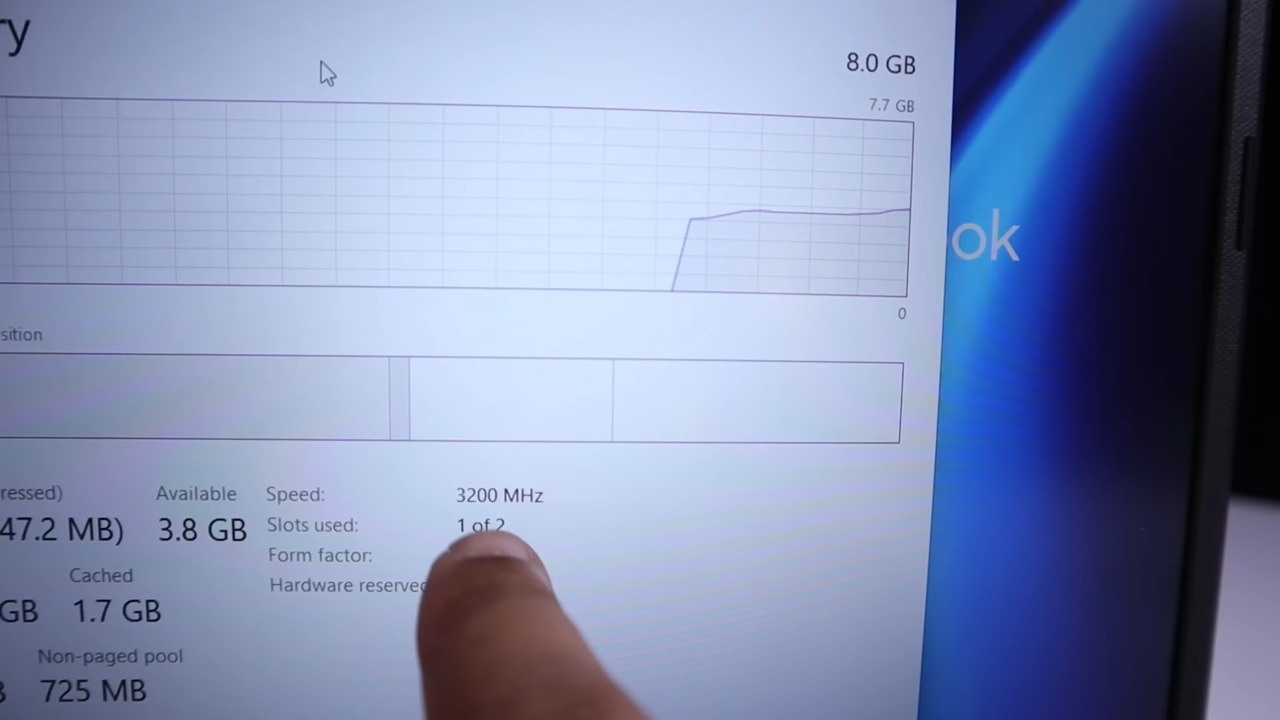 ry
8.0 GB
7.7 GB
ok
0
sition
ressed)
Available
Speed:
3200 MHz
47.2 MB)
3.8 GB
Slots used:
1 of 2
Form factor:
Cached
Hardware reserved
GB
1.7 GB
Non-paged pool
725 MB